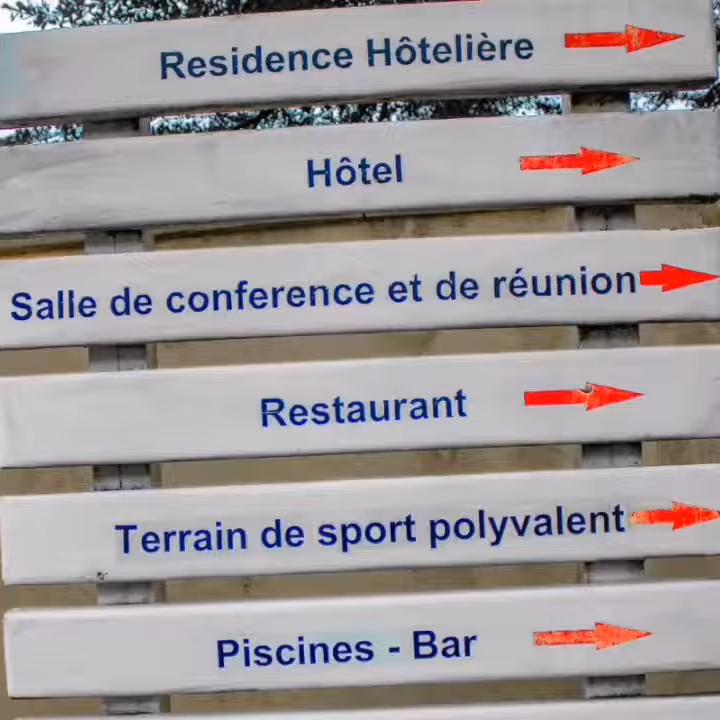 Residence Hôtelière
Hôtel
Salle de conference et de réunion
Restaurant
Terrain de sport polyvalent
Piscines - Bar